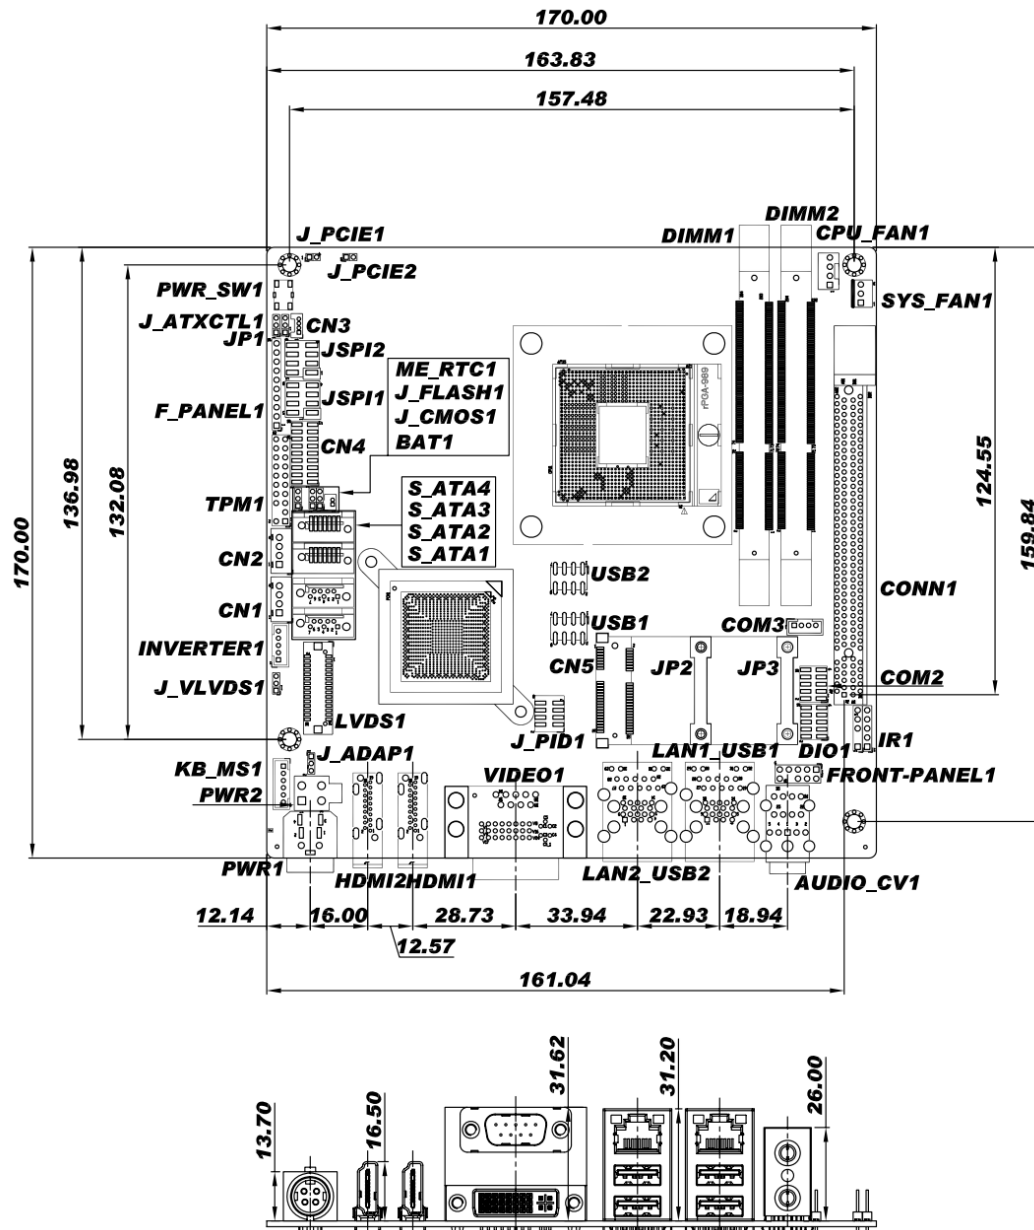 170.00
163.83
157.48
DIMM2
J_PCIE1
DIMM1
CPU_FAN1
J_PCIE2
PWR_SW1
SYS_FAN1
J_ATXCTL1
CN3
JP1
JSPI2
ME_RTC1
J_FLASH1
J_CMOS1
BAT1
rPGA-989
JSPI1
F_PANEL1
CN4
124.55
136.98
132.08
170.00
159.84
S_ATA4
S_ATA3
S_ATA2
S_ATA1
TPM1
CN2
USB2
CONN1
CN1
USB1
COM3
INVERTER1
CN5
JP2
JP3
COM2
J_VLVDS1
LVDS1
J_PID1
LAN1_USB1
DIO1
IR1
J_ADAP1
KB_MS1
VIDEO1
FRONT-PANEL1
PWR2
PWR1
HDMI2
HDMI1
LAN2_USB2
AUDIO_CV1
12.14
16.00
28.73
33.94
22.93
18.94
12.57
161.04
13.70
16.50
31.62
31.20
26.00